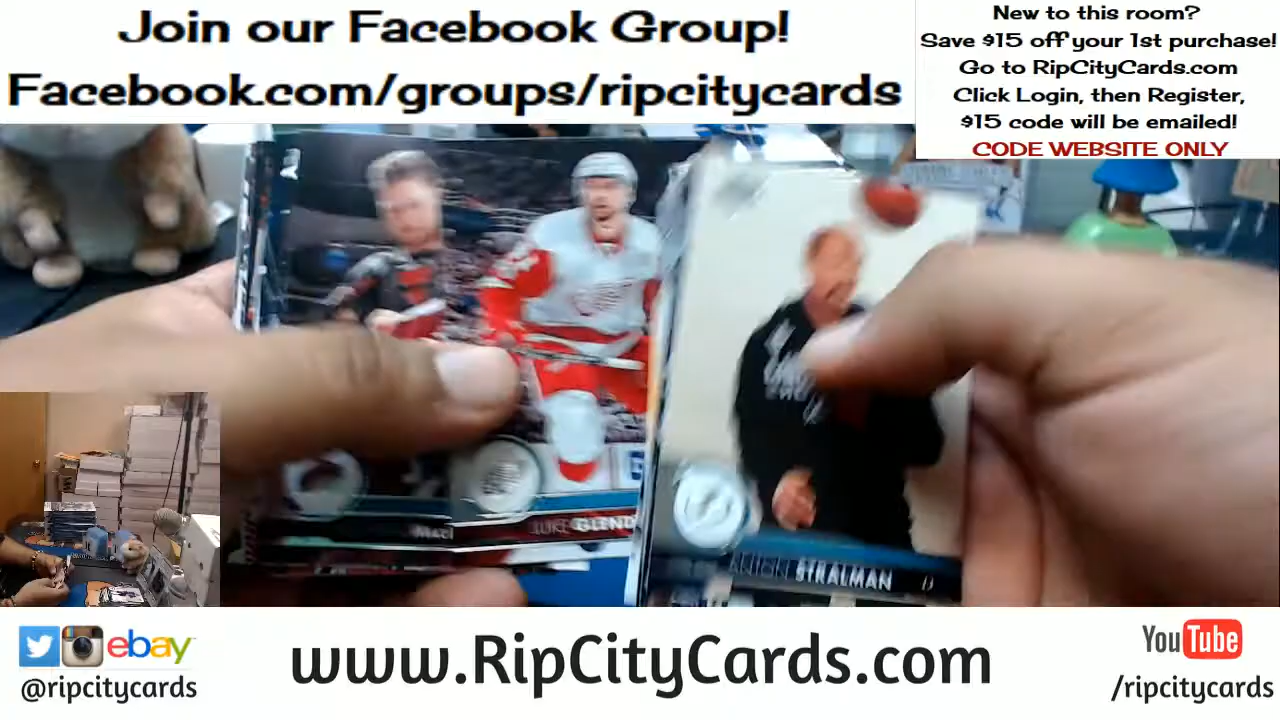 Join our Facebook Group!
Facebook.com/groups/ripcitycards
New to this room?
Save $15 off your 1st purchase!
Go to RipCityCards.com
Click Login, then Register,
$15 code will be emailed!
CODE WEBSITE ONLY
LUKE GLEND
ANTON STRALMAN D
ebay
@ripcitycards
www.RipCityCards.com
YouTube
/ripcitycards